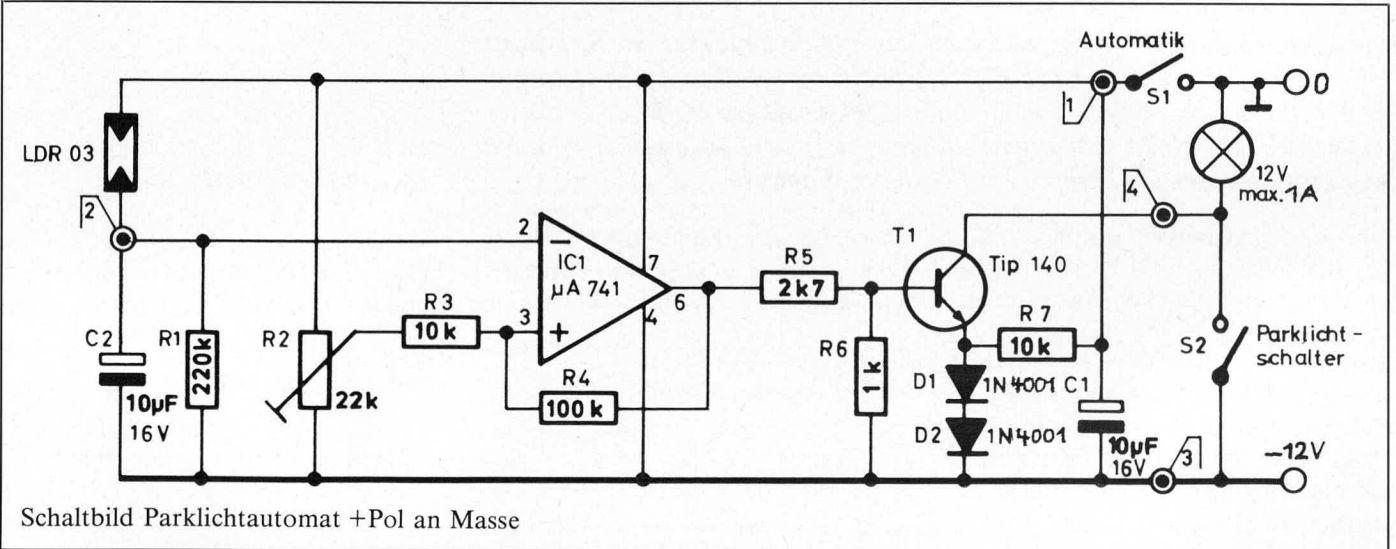 Automatik
S1
0
1
LDR 03
12V
max. 1A
2
4
2
−
IC1
µA 741
7
6
4
3
+
T1
Tip 140
R5
2k7
R3
10k
R7
10k
C2
R1
220k
R2
22k
R4
100k
R6
1k
D1
1N4001
C1
S2
Parklicht-
schalter
10µF
16V
D2
1N4001
10µF
16V
3
−12V
Schaltbild Parklichtautomat +Pol an Masse